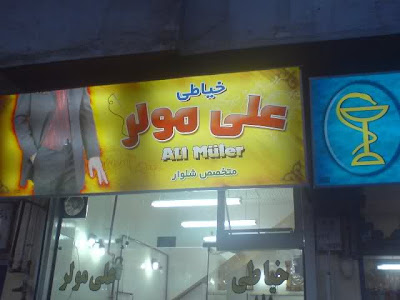 خیاطی
علی مولر
ALI Müler
متخصص شلوار
خیاطی
علی مولر